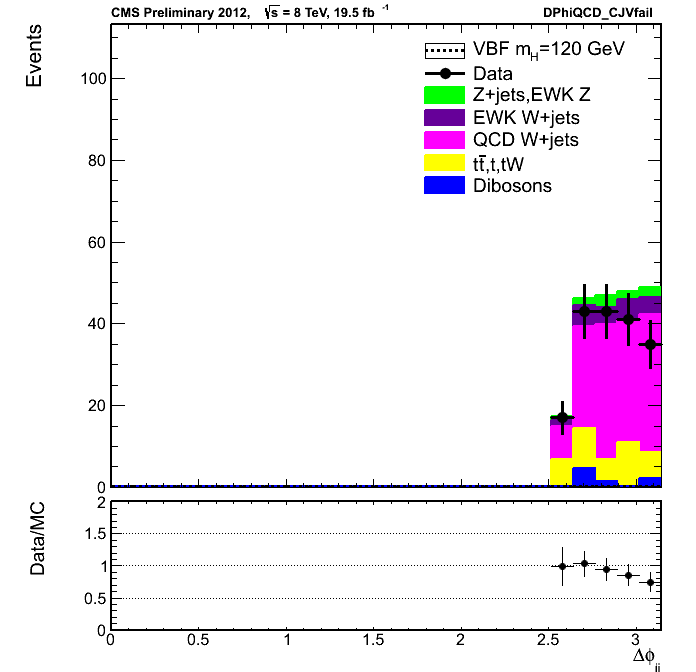 CMS Preliminary 2012, √s = 8 TeV, 19.5 fb⁻¹ DPhiQCD_CJVfail
Events
100
80
60
40
20
0
VBF m_H=120 GeV
Data
Z+jets,EWK Z
EWK W+jets
QCD W+jets
tt̄,t,tW
Dibosons
Data/MC
2
1.5
1
0.5
0
0 0.5 1 1.5 2 2.5 3
Δϕ_jj